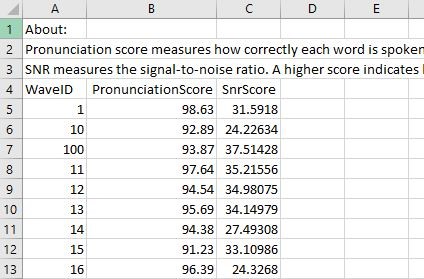 A B C D E
1 About:
2 Pronunciation score measures how correctly each word is spoken
3 SNR measures the signal-to-noise ratio. A higher score indicates
4 WaveID PronunciationScore SnrScore
5 1 98.63 31.5918
6 10 92.89 24.22634
7 100 93.87 37.51428
8 11 97.64 35.21556
9 12 94.54 34.98075
10 13 95.69 34.14979
11 14 94.38 27.49308
12 15 91.23 33.10986
13 16 96.39 24.3268